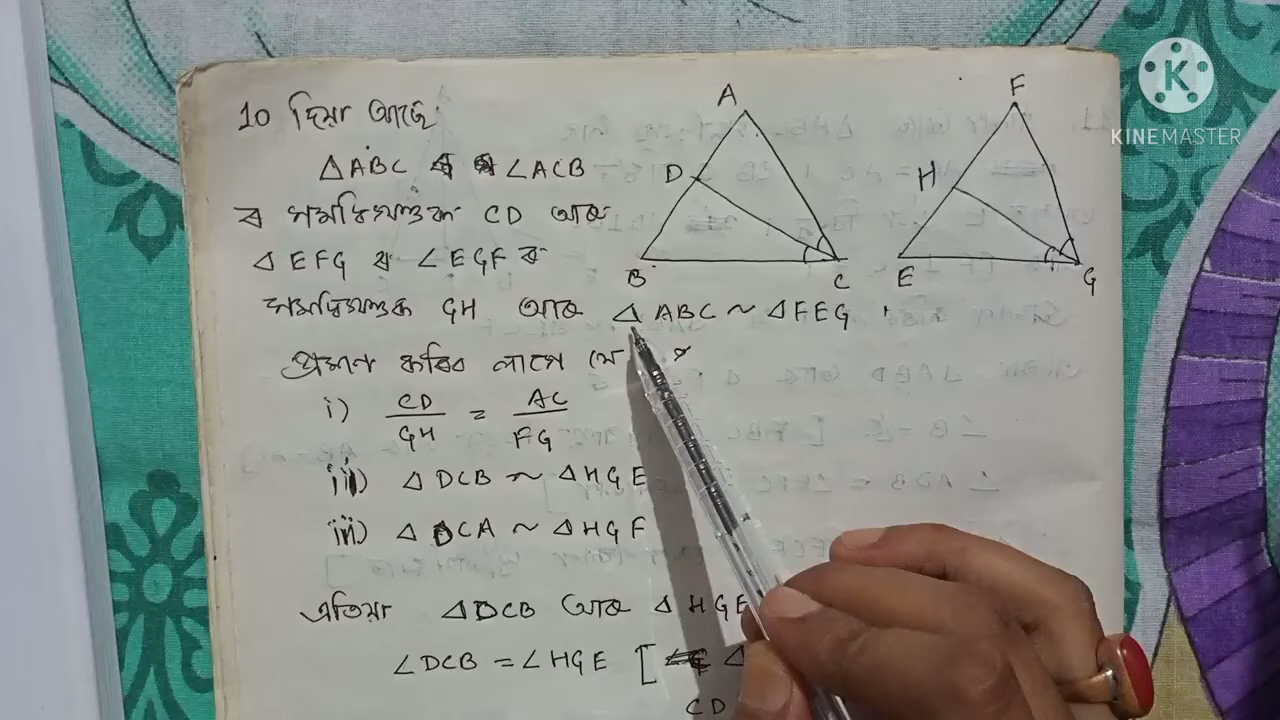 10 দিয়া আছে
△ABC ∠ACB
ৰ সমদ্বিখণ্ডক CD আৰু
△EFG ৰ ∠EGF ৰ
সমদ্বিখণ্ডক GH আৰু △ABC ~ △FEG
প্ৰমাণ কৰিব লাগে যে
i) CD/GH = AC/FG
ii) △DCB ~ △HGE
iii) △DCA ~ △HGF
এতিয়া △DCB আৰু △HGE
∠DCB = ∠HGE [ △
CD
A
D
B
C
F
H
E
G
K
KINEMASTER